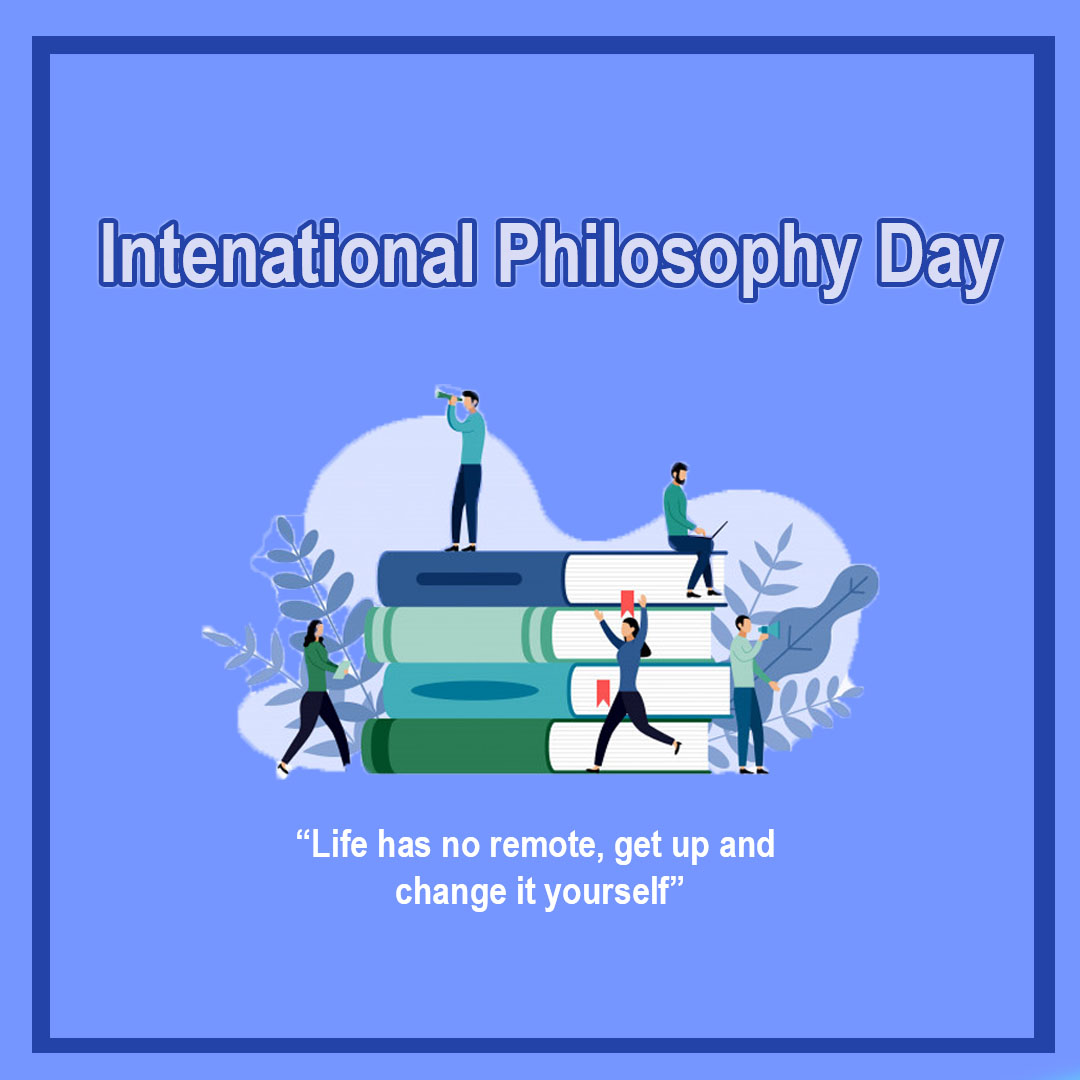 Intenational Philosophy Day
“Life has no remote, get up and
change it yourself”